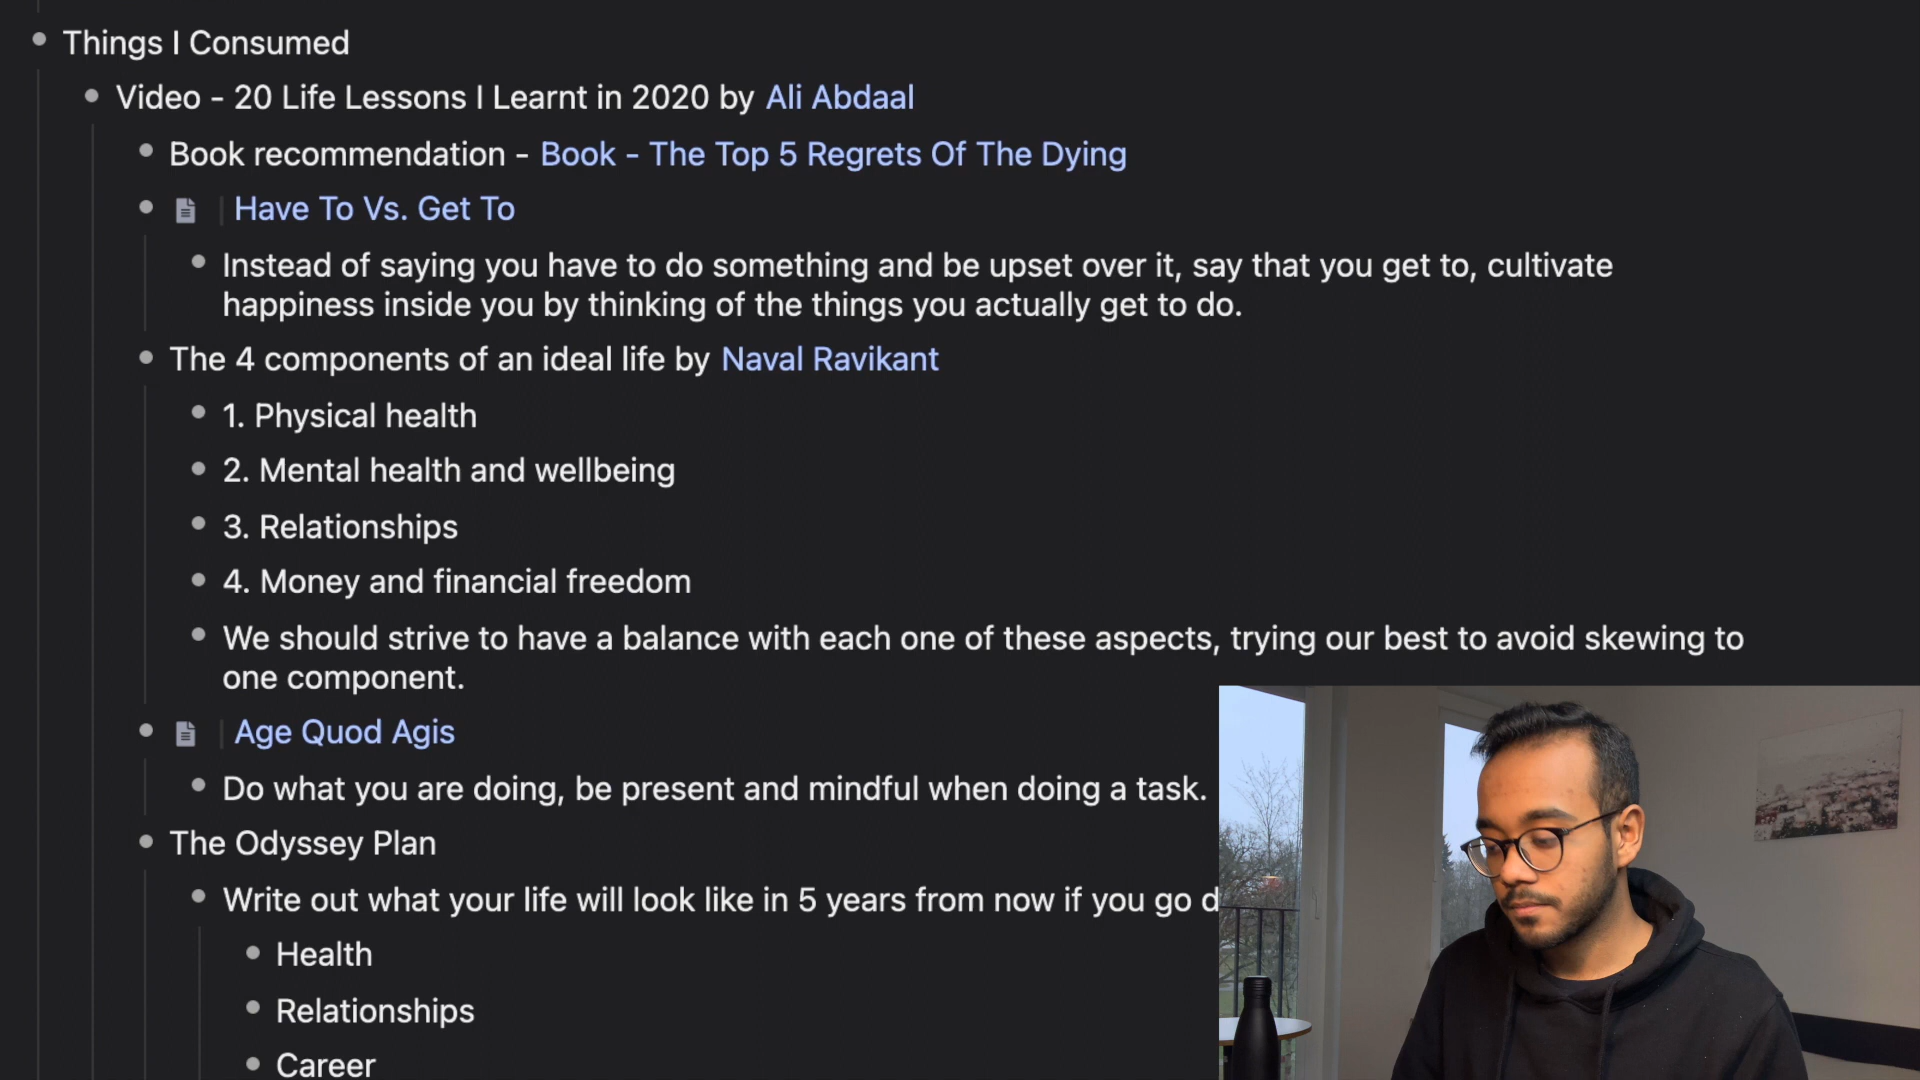 Things I Consumed
Video - 20 Life Lessons I Learnt in 2020 by Ali Abdaal
Book recommendation - Book - The Top 5 Regrets Of The Dying
Have To Vs. Get To
Instead of saying you have to do something and be upset over it, say that you get to, cultivate
happiness inside you by thinking of the things you actually get to do.
The 4 components of an ideal life by Naval Ravikant
1. Physical health
2. Mental health and wellbeing
3. Relationships
4. Money and financial freedom
We should strive to have a balance with each one of these aspects, trying our best to avoid skewing to
one component.
Age Quod Agis
Do what you are doing, be present and mindful when doing a task.
The Odyssey Plan
Write out what your life will look like in 5 years from now if you go
Health
Relationships
Career